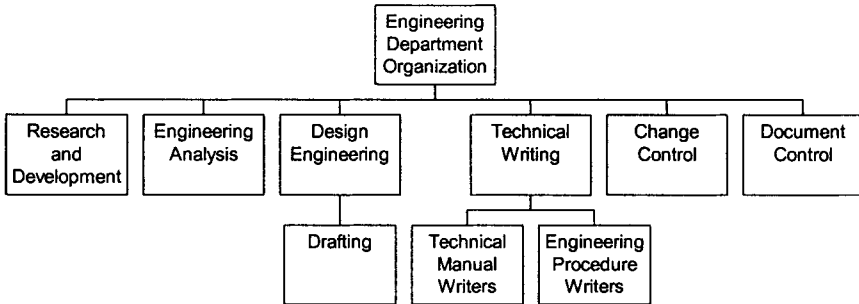 Engineering
Department
Organization
Research
and
Development
Engineering
Analysis
Design
Engineering
Technical
Writing
Change
Control
Document
Control
Drafting
Technical
Manual
Writers
Engineering
Procedure
Writers